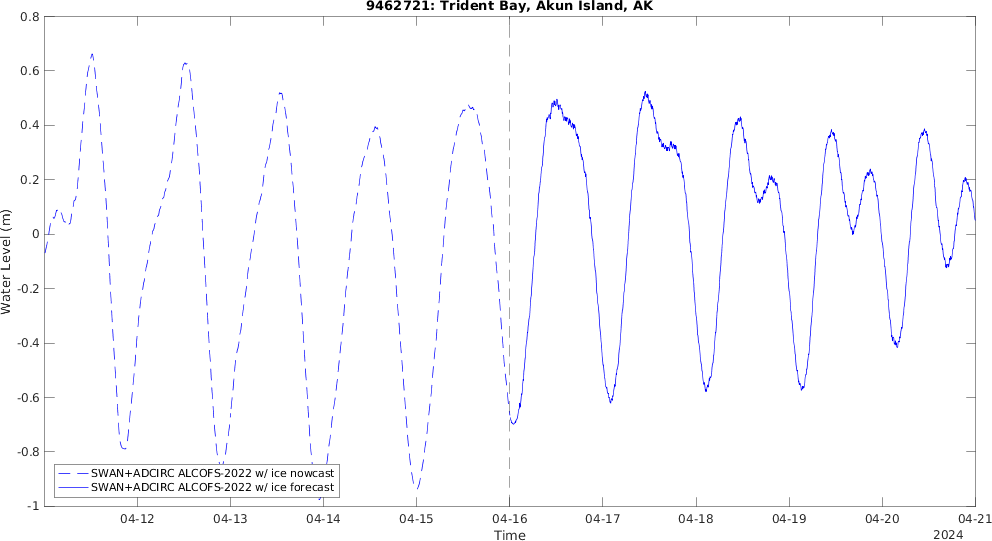 9462721: Trident Bay, Akun Island, AK
0.8
0.6
0.4
0.2
0
-0.2
-0.4
-0.6
-0.8
-1
Water Level (m)
SWAN+ADCIRC ALCOFS-2022 w/ ice nowcast
SWAN+ADCIRC ALCOFS-2022 w/ ice forecast
04-12 04-13 04-14 04-15 04-16 04-17 04-18 04-19 04-20 04-21
Time
2024